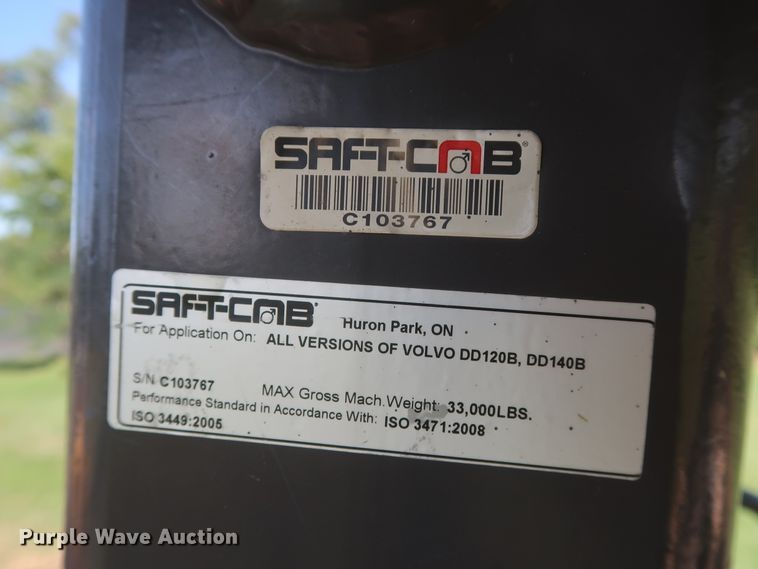 SAFT-CAB®
C103767
SAFT-CAB® Huron Park, ON
For Application On: ALL VERSIONS OF VOLVO DD120B, DD140B
S/N C103767 MAX Gross Mach.Weight: 33,000LBS.
Performance Standard in Accordance With: ISO 3471:2008
ISO 3449:2005
Purple Wave Auction